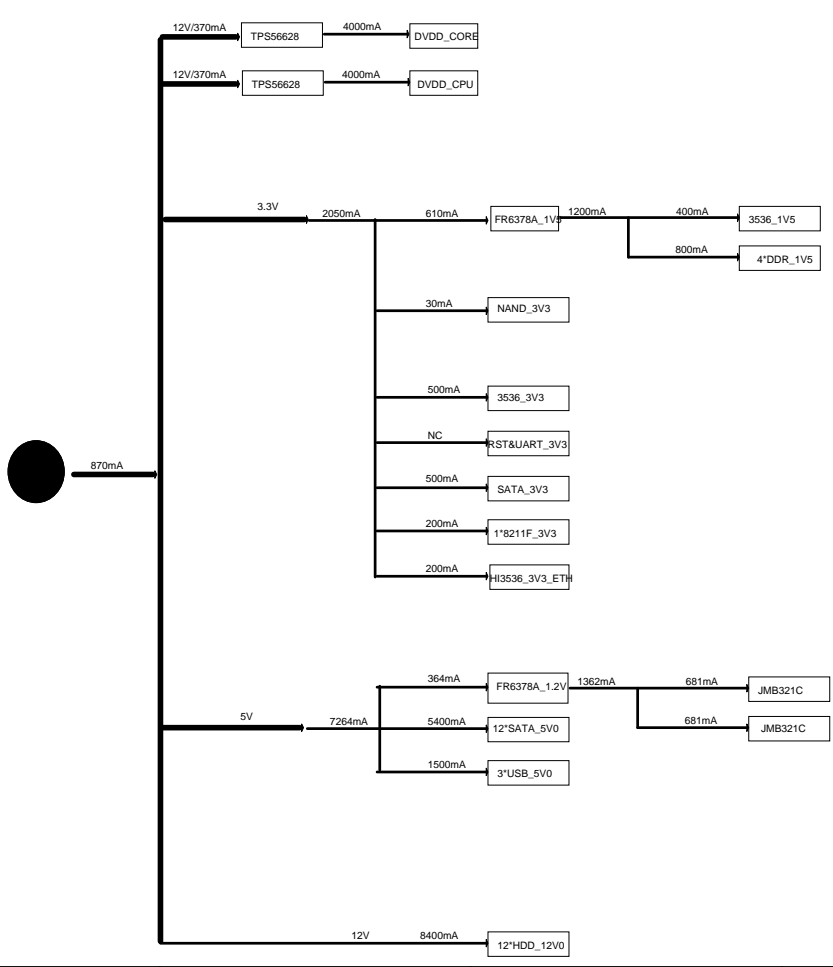 12V/370mA TPS56628 4000mA DVDD_CORE
12V/370mA TPS56628 4000mA DVDD_CPU
3.3V 2050mA 610mA FR6378A_1V5 1200mA 400mA 3536_1V5
800mA 4*DDR_1V5
30mA NAND_3V3
500mA 3536_3V3
NC RST&UART_3V3
870mA
500mA SATA_3V3
200mA 1*8211F_3V3
200mA HI3536_3V3_ETH
364mA FR6378A_1.2V 1362mA 681mA JMB321C
5V 7264mA 5400mA 12*SATA_5V0 681mA JMB321C
1500mA 3*USB_5V0
12V 8400mA 12*HDD_12V0